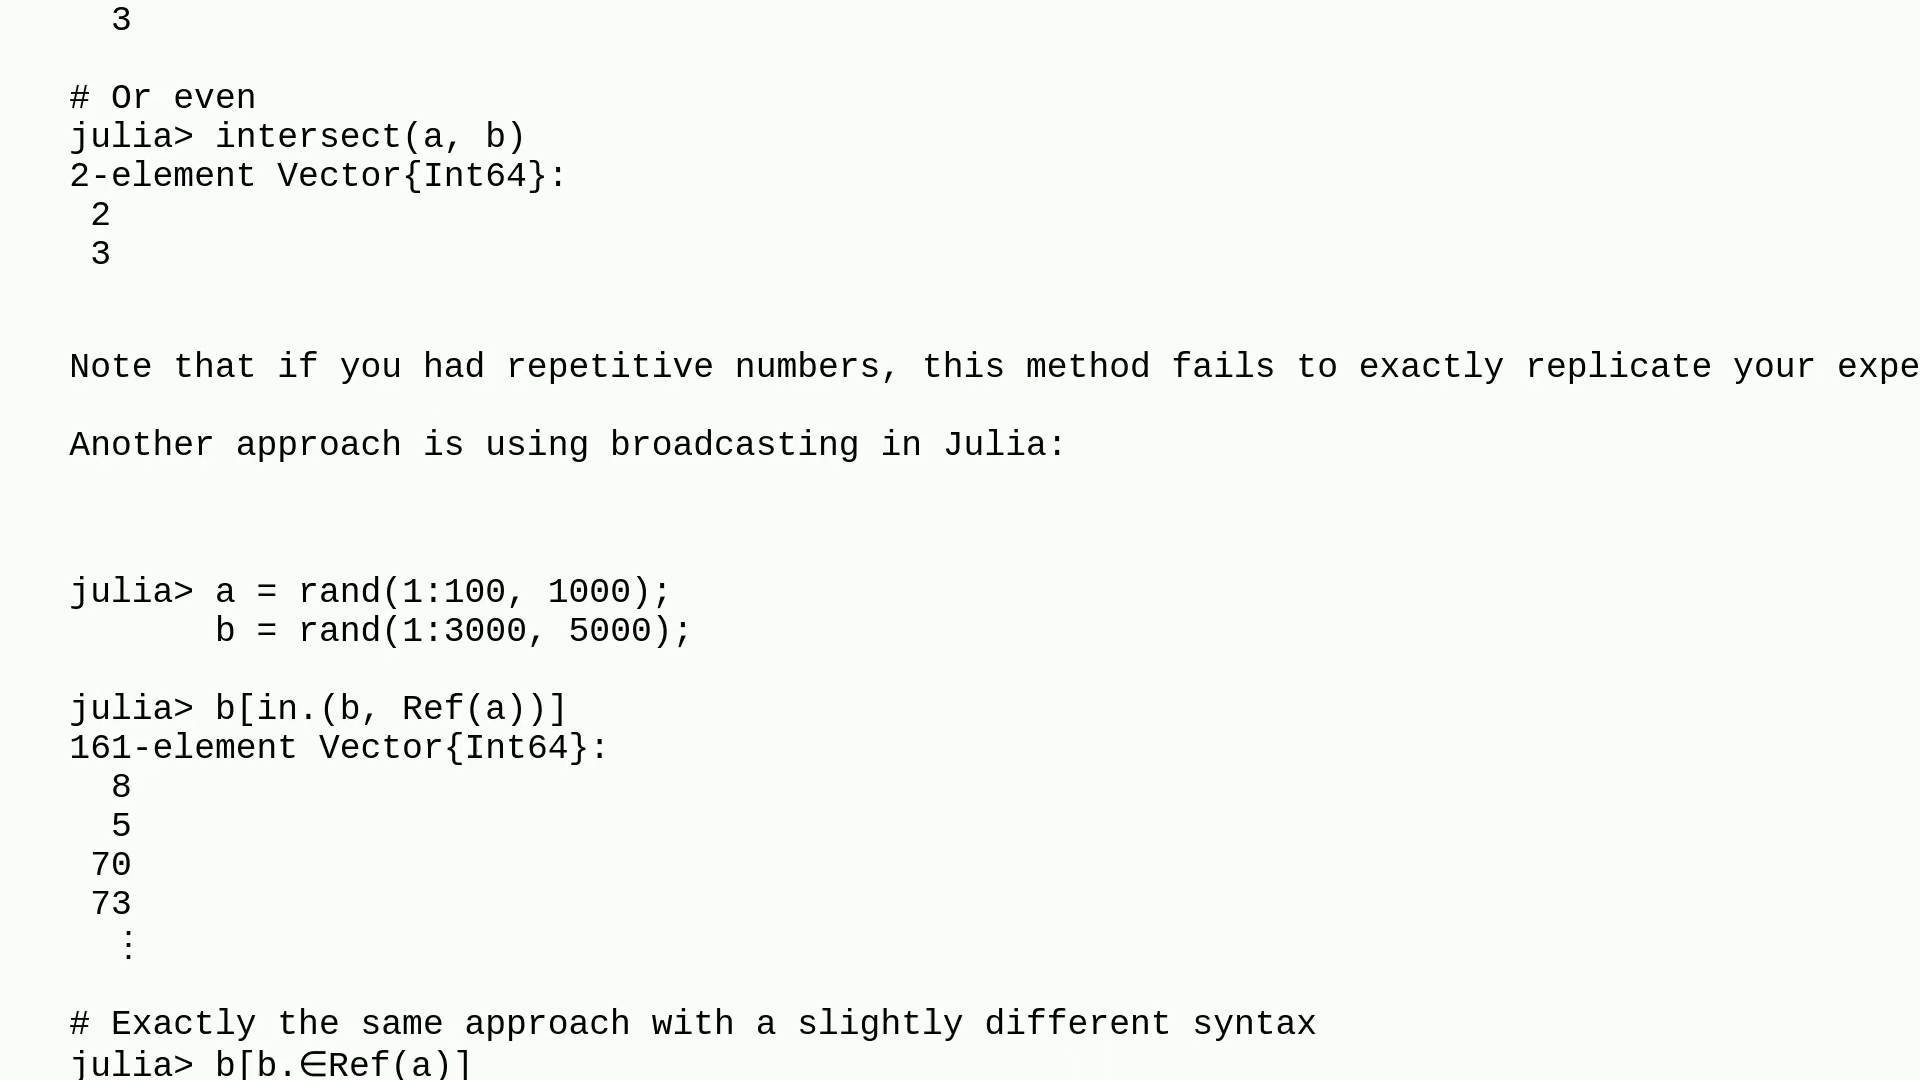 3
# Or even
julia> intersect(a, b)
2-element Vector{Int64}:
2
3
Note that if you had repetitive numbers, this method fails to exactly replicate your expe
Another approach is using broadcasting in Julia:
julia> a = rand(1:100, 1000);
b = rand(1:3000, 5000);
julia> b[in.(b, Ref(a))]
161-element Vector{Int64}:
8
5
70
73
⋮
# Exactly the same approach with a slightly different syntax
julia> b[b.∈Ref(a)]